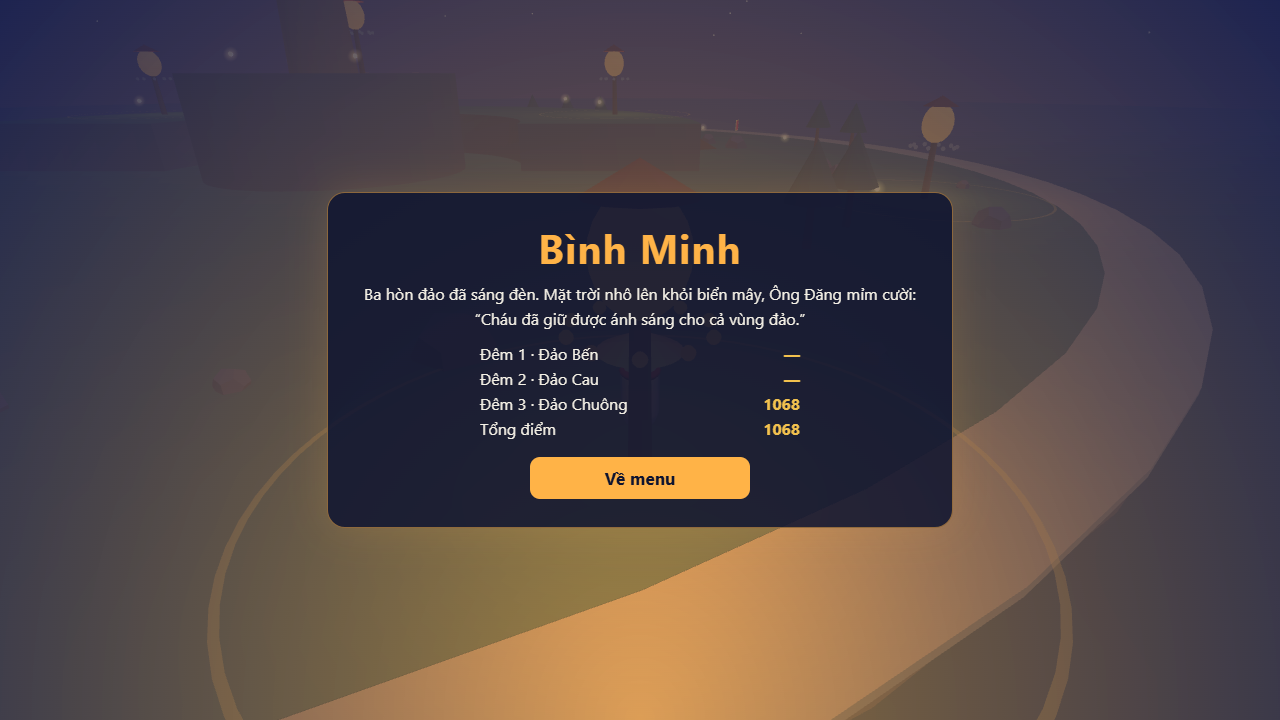 Bình Minh
Ba hòn đảo đã sáng đèn. Mặt trời nhô lên khỏi biển mây, Ông Đăng mỉm cười:
“Cháu đã giữ được ánh sáng cho cả vùng đảo.”
Đêm 1 · Đảo Bến —
Đêm 2 · Đảo Cau —
Đêm 3 · Đảo Chuông 1068
Tổng điểm 1068
Về menu